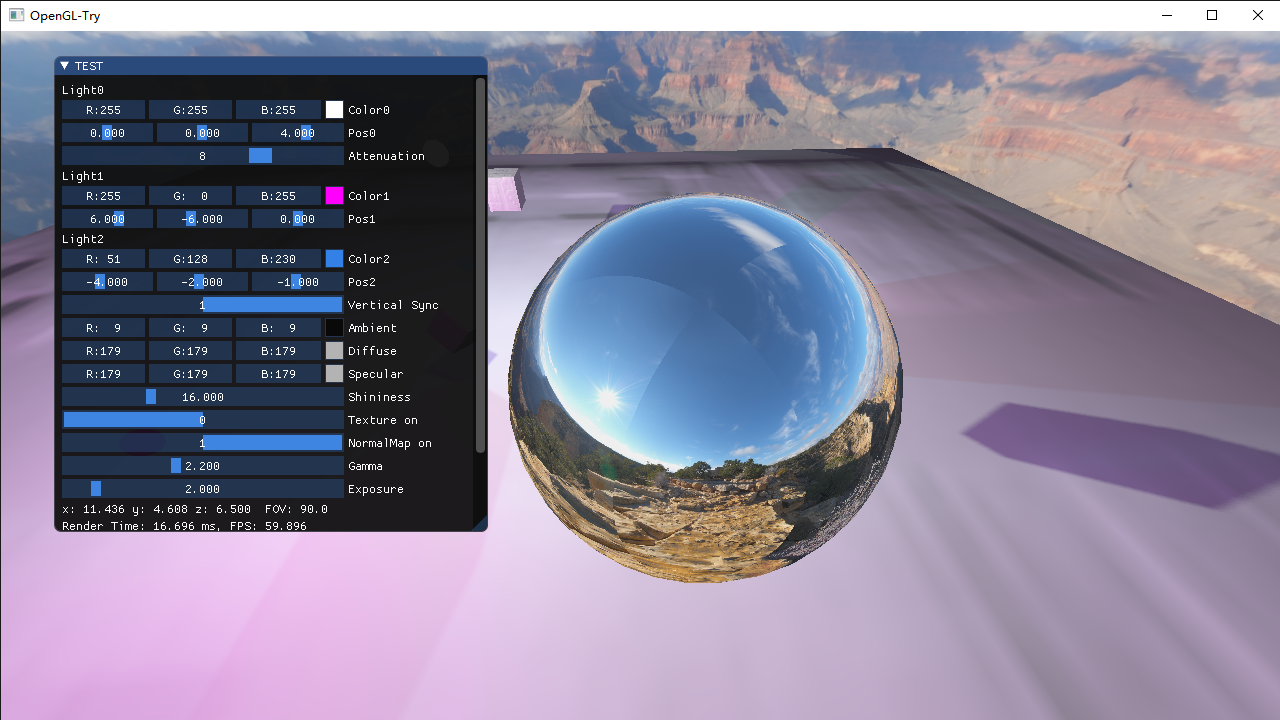 OpenGL-Try
TEST
Light0
R:255 G:255 B:255 Color0
0.000 0.000 4.000 Pos0
8 Attenuation
Light1
R:255 G:  0 B:255 Color1
6.000 -6.000 0.000 Pos1
Light2
R: 51 G:128 B:230 Color2
-4.000 -2.000 -1.000 Pos2
1 Vertical Sync
R:  9 G:  9 B:  9 Ambient
R:179 G:179 B:179 Diffuse
R:179 G:179 B:179 Specular
16.000 Shininess
0 Texture on
1 NormalMap on
2.200 Gamma
2.000 Exposure
x: 11.436 y: 4.608 z: 6.500  FOV: 90.0
Render Time: 16.696 ms, FPS: 59.896